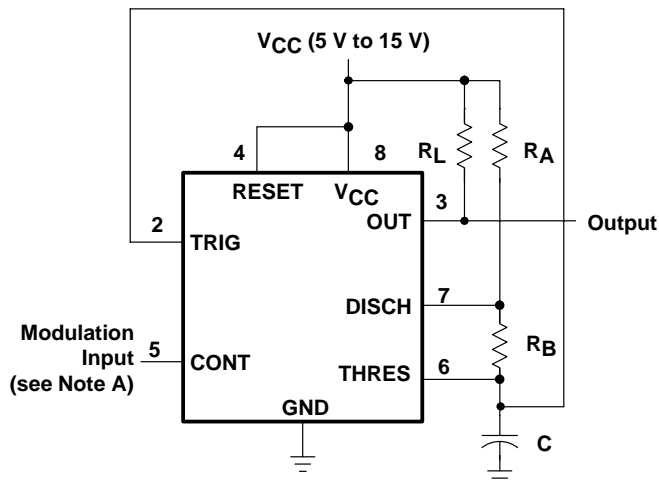 VCC (5 V to 15 V)
4
8
RL
RA
RESET
VCC
3
2
OUT
Output
TRIG
7
DISCH
Modulation
Input
(see Note A)
5
CONT
RB
6
THRES
GND
C